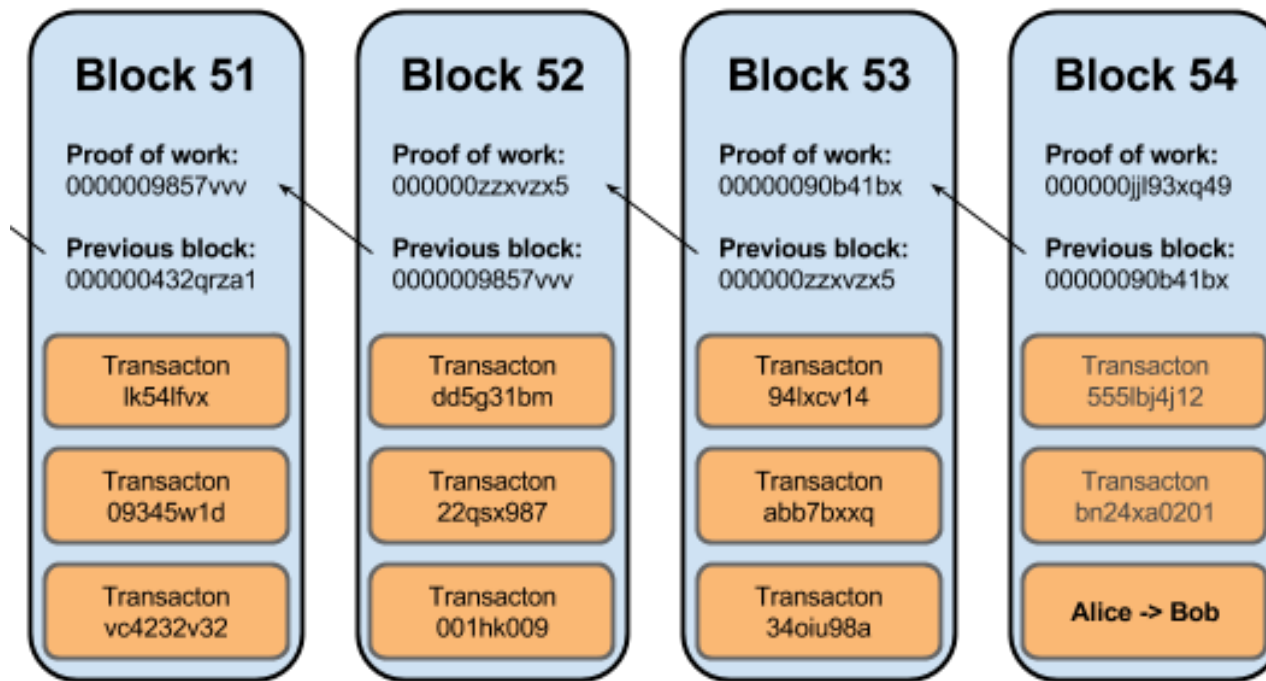 Block 51
Proof of work:
0000009857vvv
Previous block:
000000432qrza1
Transacton
lk54lfvx
Transacton
09345w1d
Transacton
vc4232v32
Block 52
Proof of work:
000000zzxvzx5
Previous block:
0000009857vvv
Transacton
dd5g31bm
Transacton
22qsx987
Transacton
001hk009
Block 53
Proof of work:
00000090b41bx
Previous block:
000000zzxvzx5
Transacton
94lxcv14
Transacton
abb7bxxq
Transacton
34oiu98a
Block 54
Proof of work:
000000jjl93xq49
Previous block:
00000090b41bx
Transacton
555lbj4j12
Transacton
bn24xa0201
Alice -> Bob